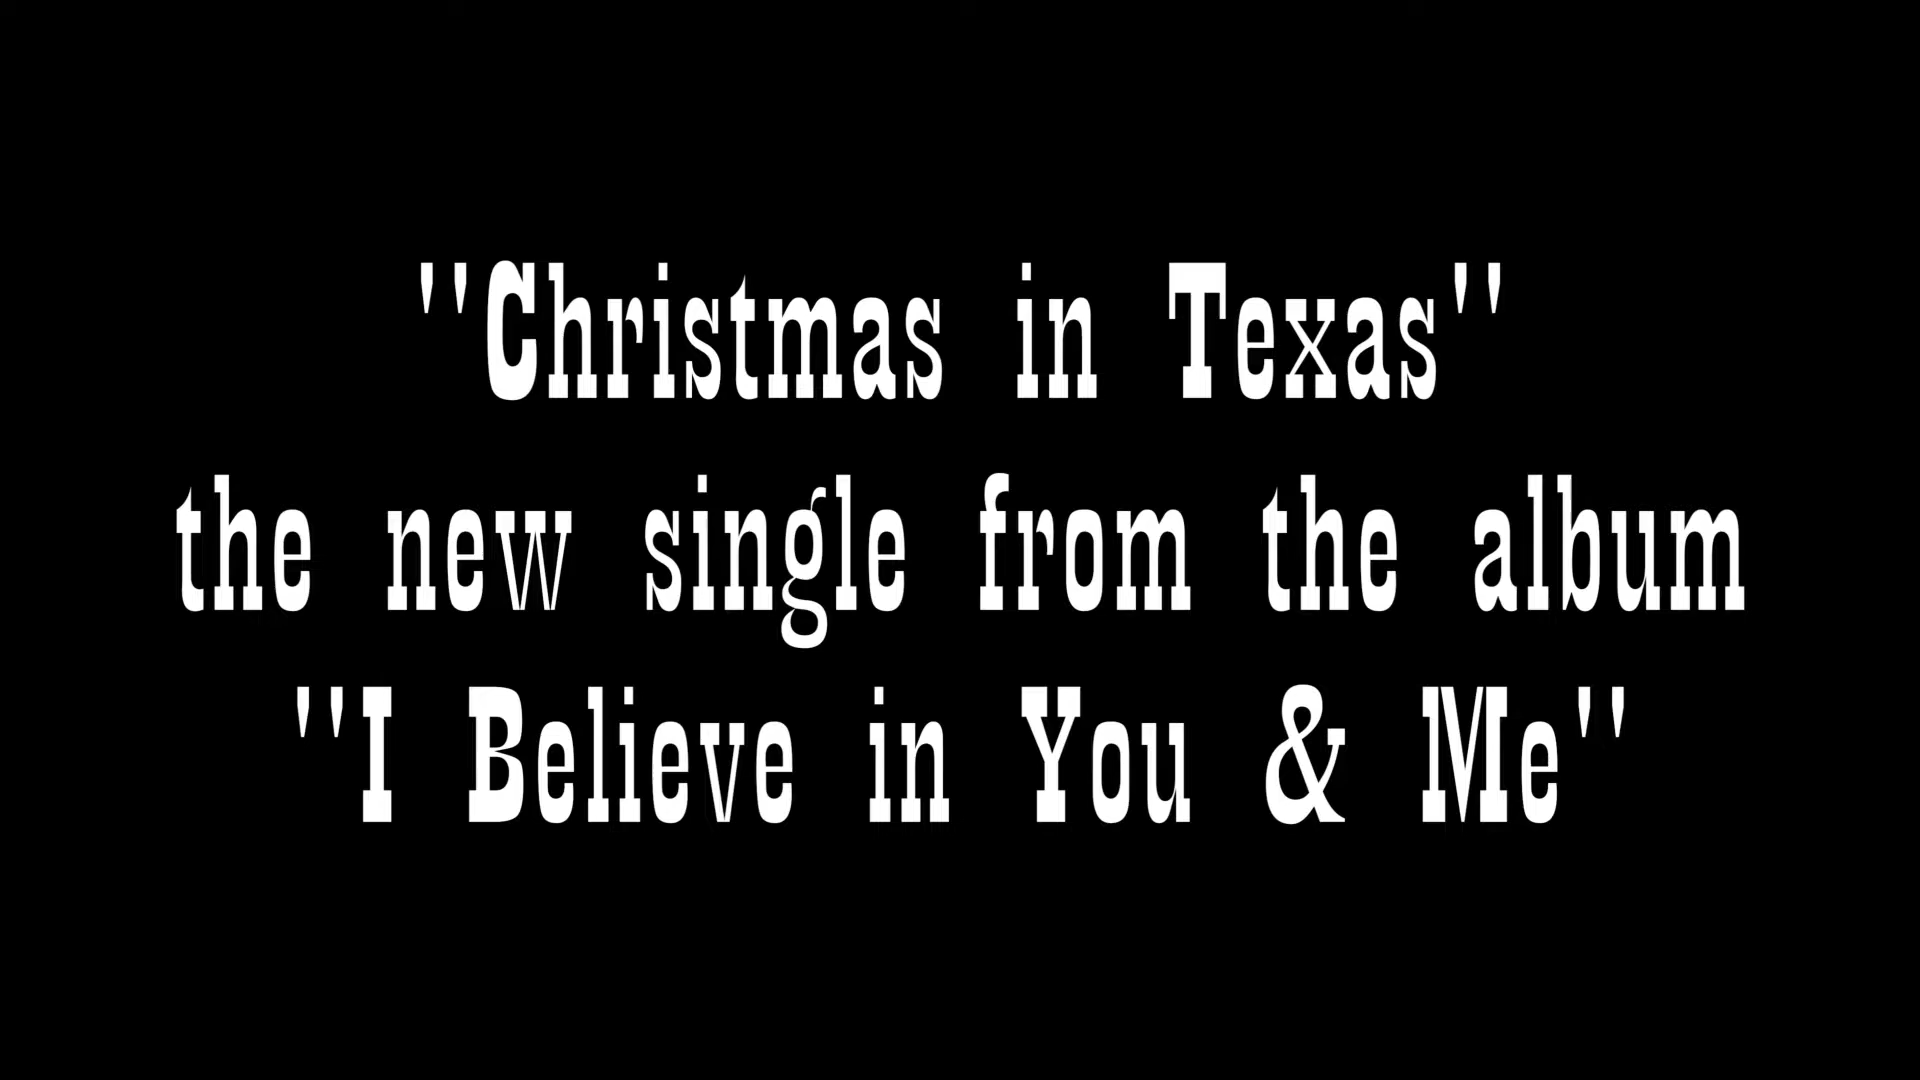 "Christmas in Texas"
the new single from the album
"I Believe in You & Me"